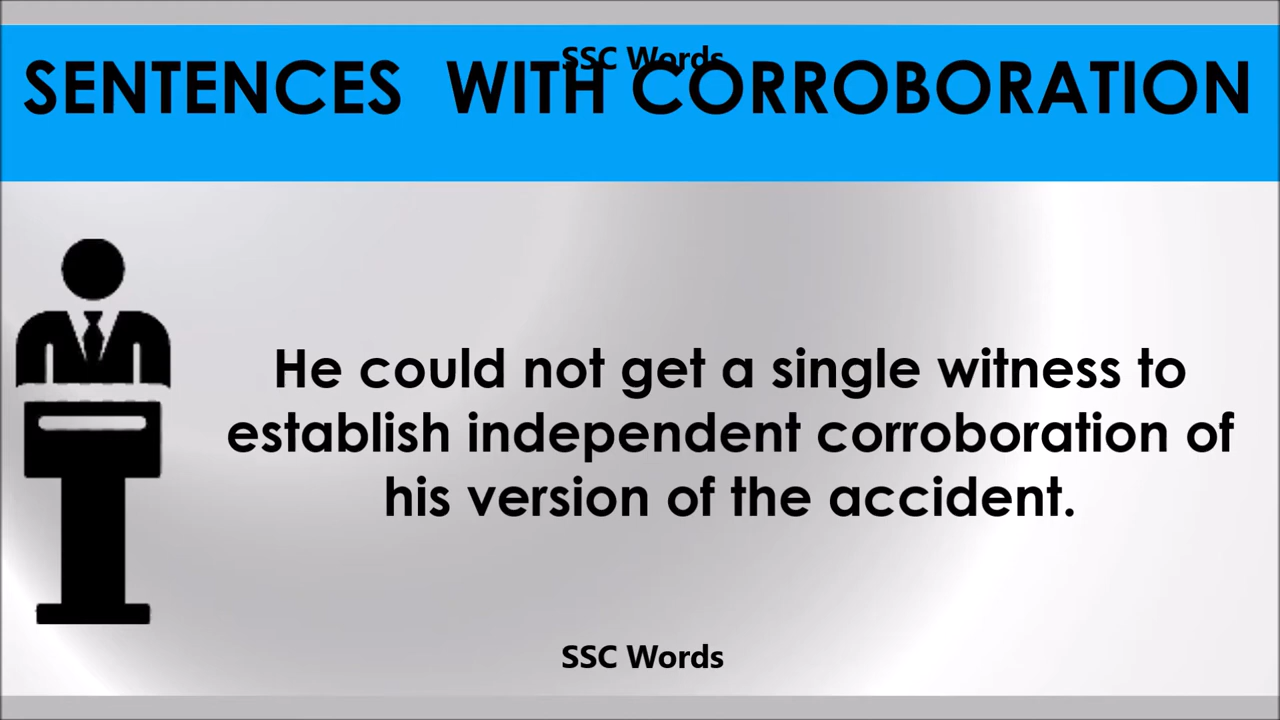 SSC Words
SENTENCES WITH CORROBORATION
He could not get a single witness to
establish independent corroboration of
his version of the accident.
SSC Words